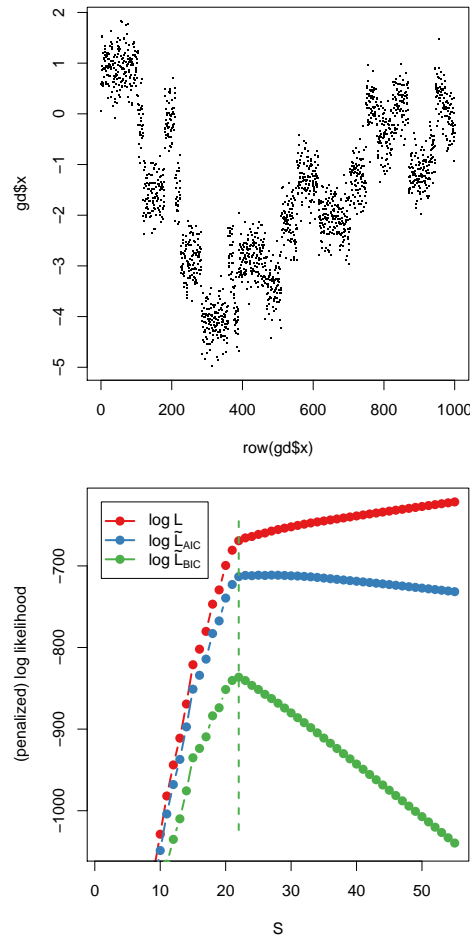 2
1
0
-1
-2
-3
-4
-5
gd$x
0 200 400 600 800 1000
row(gd$x)
log L
log L̃AIC
log L̃BIC
-700
-800
-900
-1000
(penalized) log likelihood
0 10 20 30 40 50
S